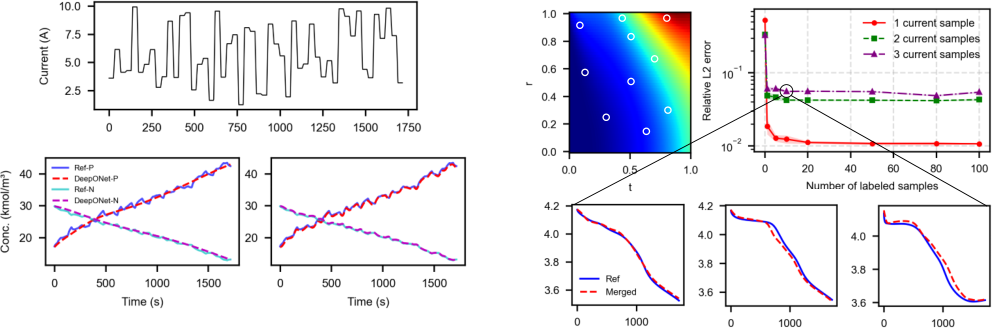 Current (A)
10.0
7.5
5.0
2.5
0 250 500 750 1000 1250 1500 1750
Conc. (kmol/m³)
40
30
20
Ref-P
DeepONet-P
Ref-N
DeepONet-N
0 500 1000 1500
Time (s)
40
30
20
0 500 1000 1500
Time (s)
r
1.0
0.8
0.6
0.4
0.2
0.0
0.0 0.5 1.0
t
Relative L2 error
10⁻¹
10⁻²
1 current sample
2 current samples
3 current samples
0 20 40 60 80 100
Number of labeled samples
4.2
4.0
3.8
3.6
Ref
Merged
0 1000
4.2
4.0
3.8
3.6
0 1000
4.2
4.0
3.8
3.6
0 1000